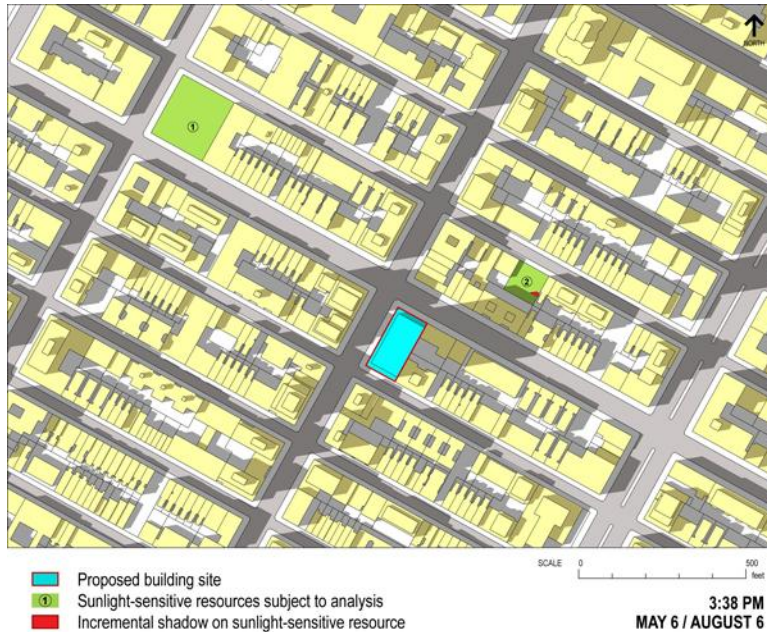 NORTH
①
②
SCALE 0 500
feet
Proposed building site
① Sunlight-sensitive resources subject to analysis
Incremental shadow on sunlight-sensitive resource
3:38 PM
MAY 6 / AUGUST 6